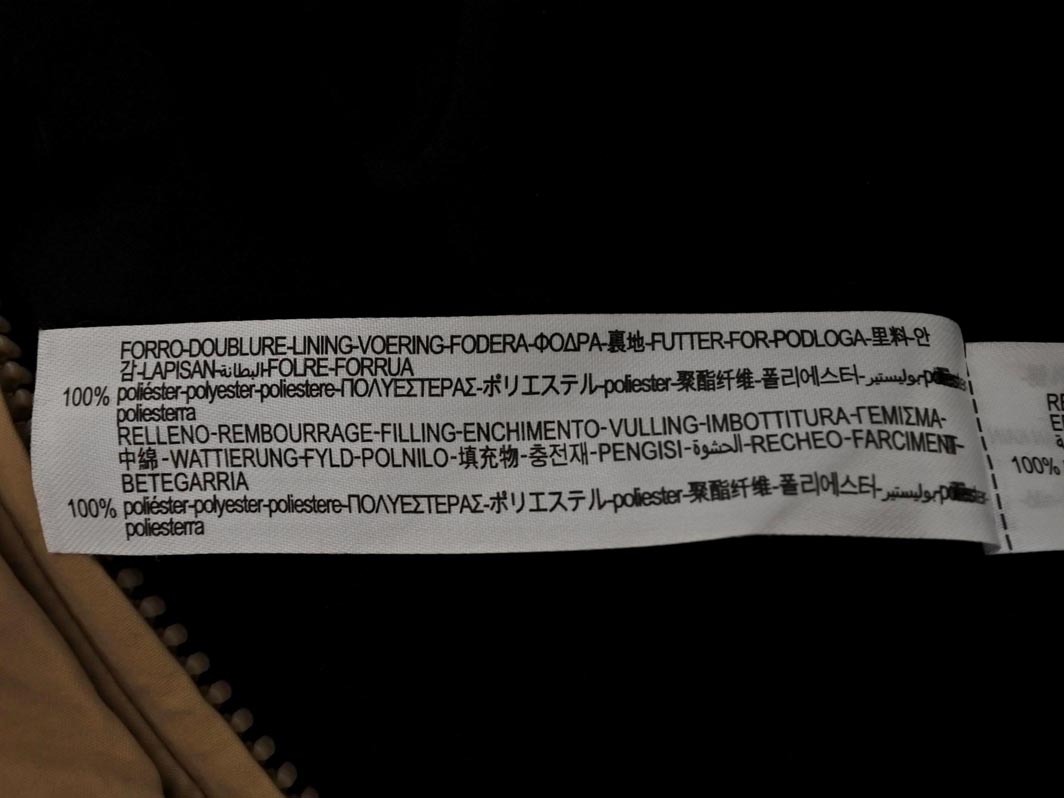 FORRO-DOUBLURE-LINING-VOERING-FODERA-ΦΟΔΡΑ-裏地-FUTTER-FOR-PODLOGA-里料-안
감-LAPISAN-البطانة-FOLRE-FORRUA
100% poliéster-polyester-poliestere-ΠΟΛΥΕΣΤΕΡΑΣ-ポリエステル-poliester-聚酯纤维-폴리에스터-بوليستير
poliesterra
RELLENO-REMBOURRAGE-FILLING-ENCHIMENTO-VULLING-IMBOTTITURA-ΓΕΜΙΣΜΑ-
中綿-WATTIERUNG-FYLD-POLNILO-填充物-충전재-PENGISI-الحشوة-RECHEO-FARCIMENT-
BETEGARRIA
100% poliéster-polyester-poliestere-ΠΟΛΥΕΣΤΕΡΑΣ-ポリエステル-poliester-聚酯纤维-폴리에스터-بوليستير
poliesterra
100%